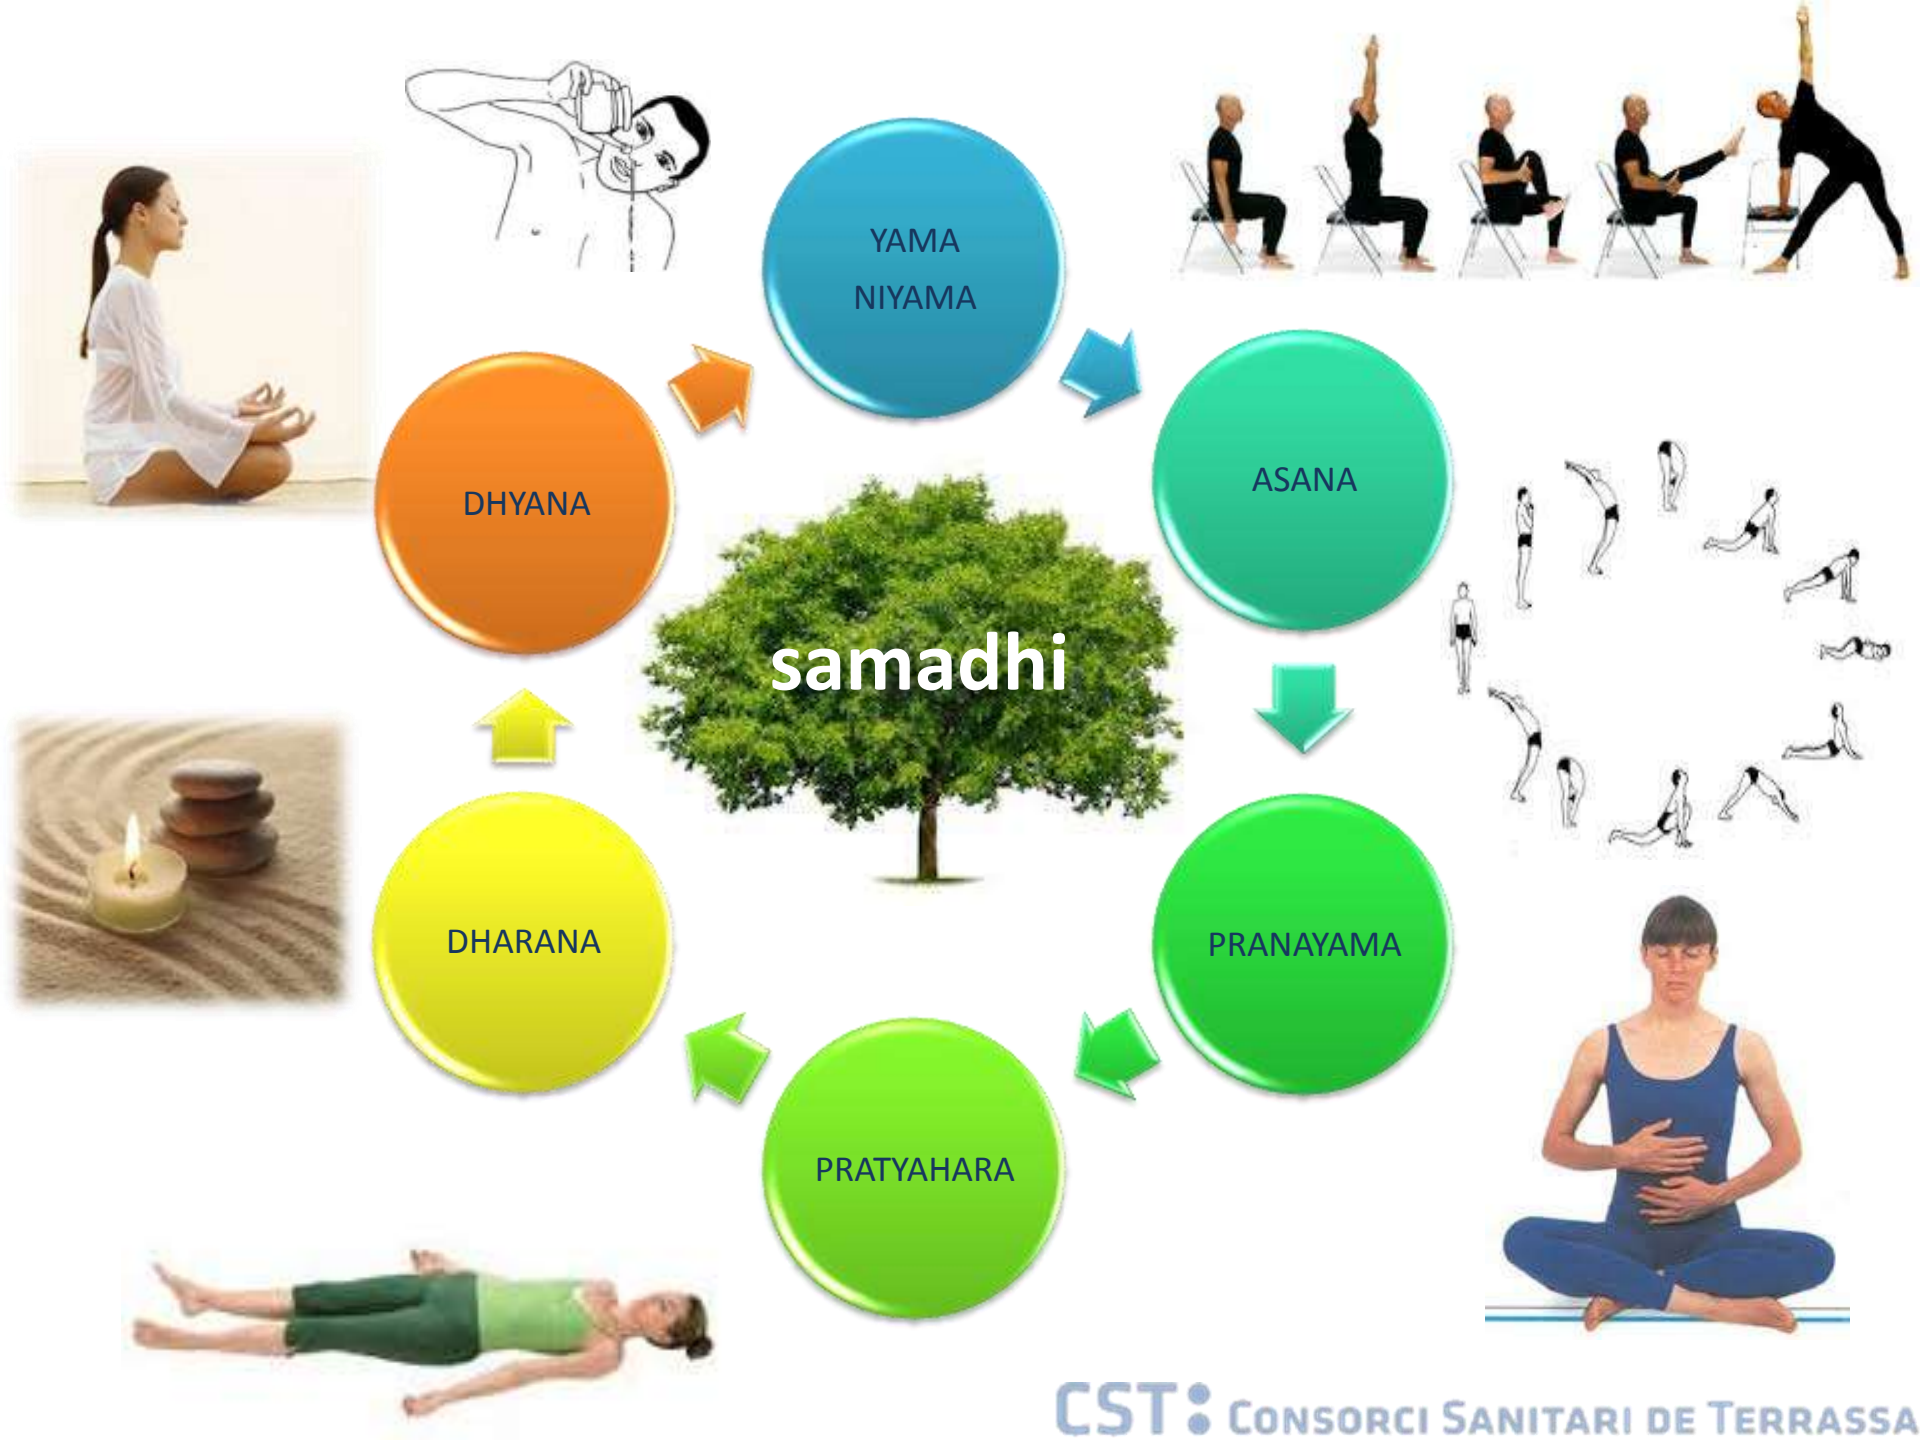 YAMA
NIYAMA
ASANA
DHYANA
samadhi
DHARANA
PRANAYAMA
PRATYAHARA
CST: CONSORCI SANITARI DE TERRASSA